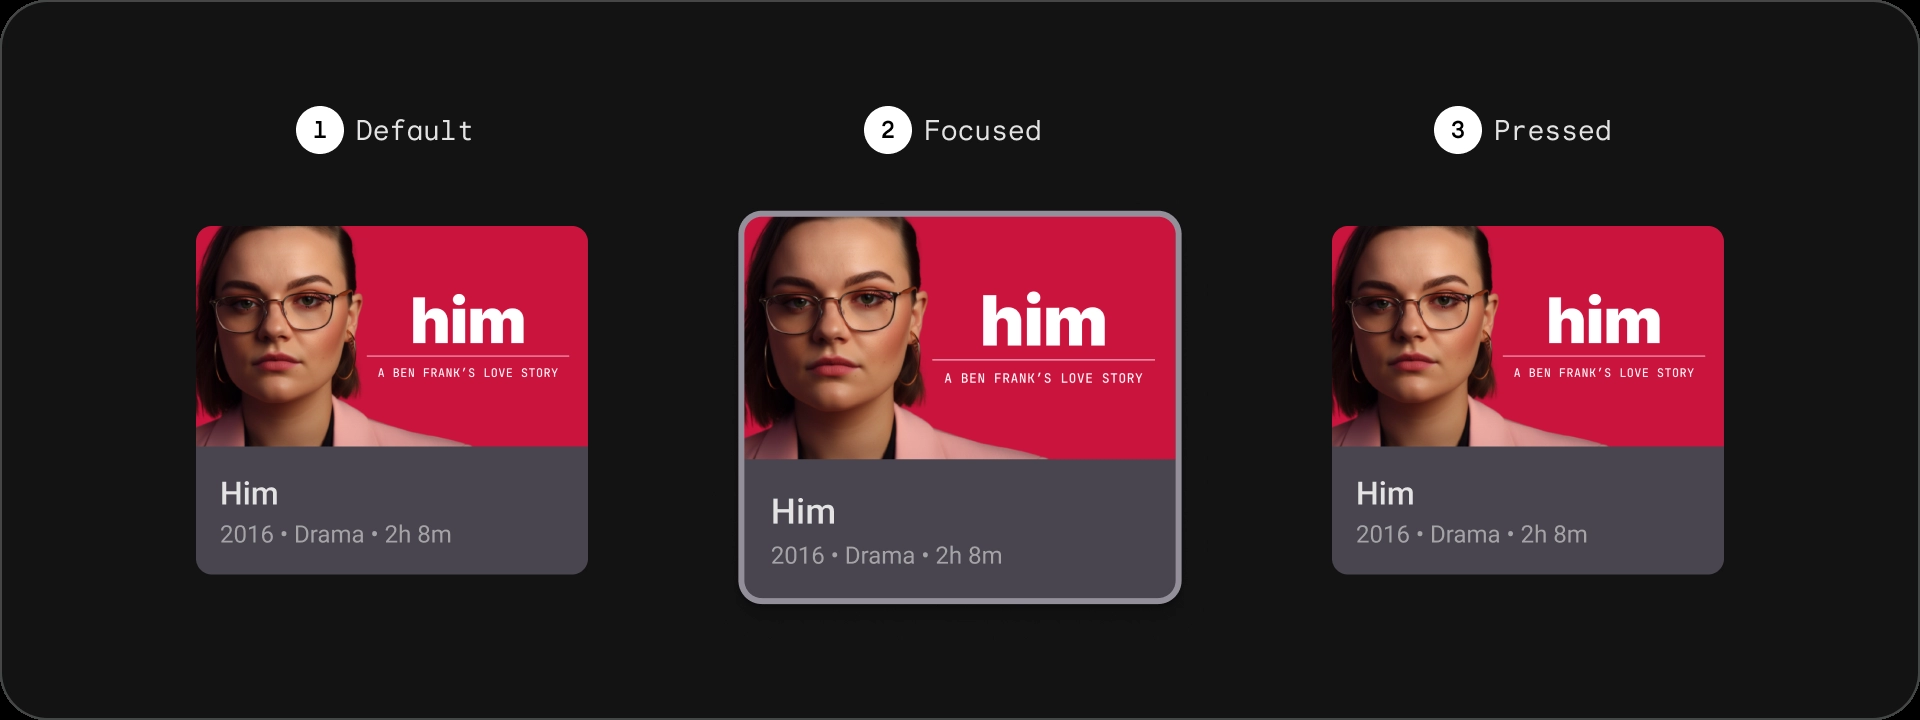 1 Default
2 Focused
3 Pressed
him
A BEN FRANK’S LOVE STORY
Him
2016 • Drama • 2h 8m
him
A BEN FRANK’S LOVE STORY
Him
2016 • Drama • 2h 8m
him
A BEN FRANK’S LOVE STORY
Him
2016 • Drama • 2h 8m